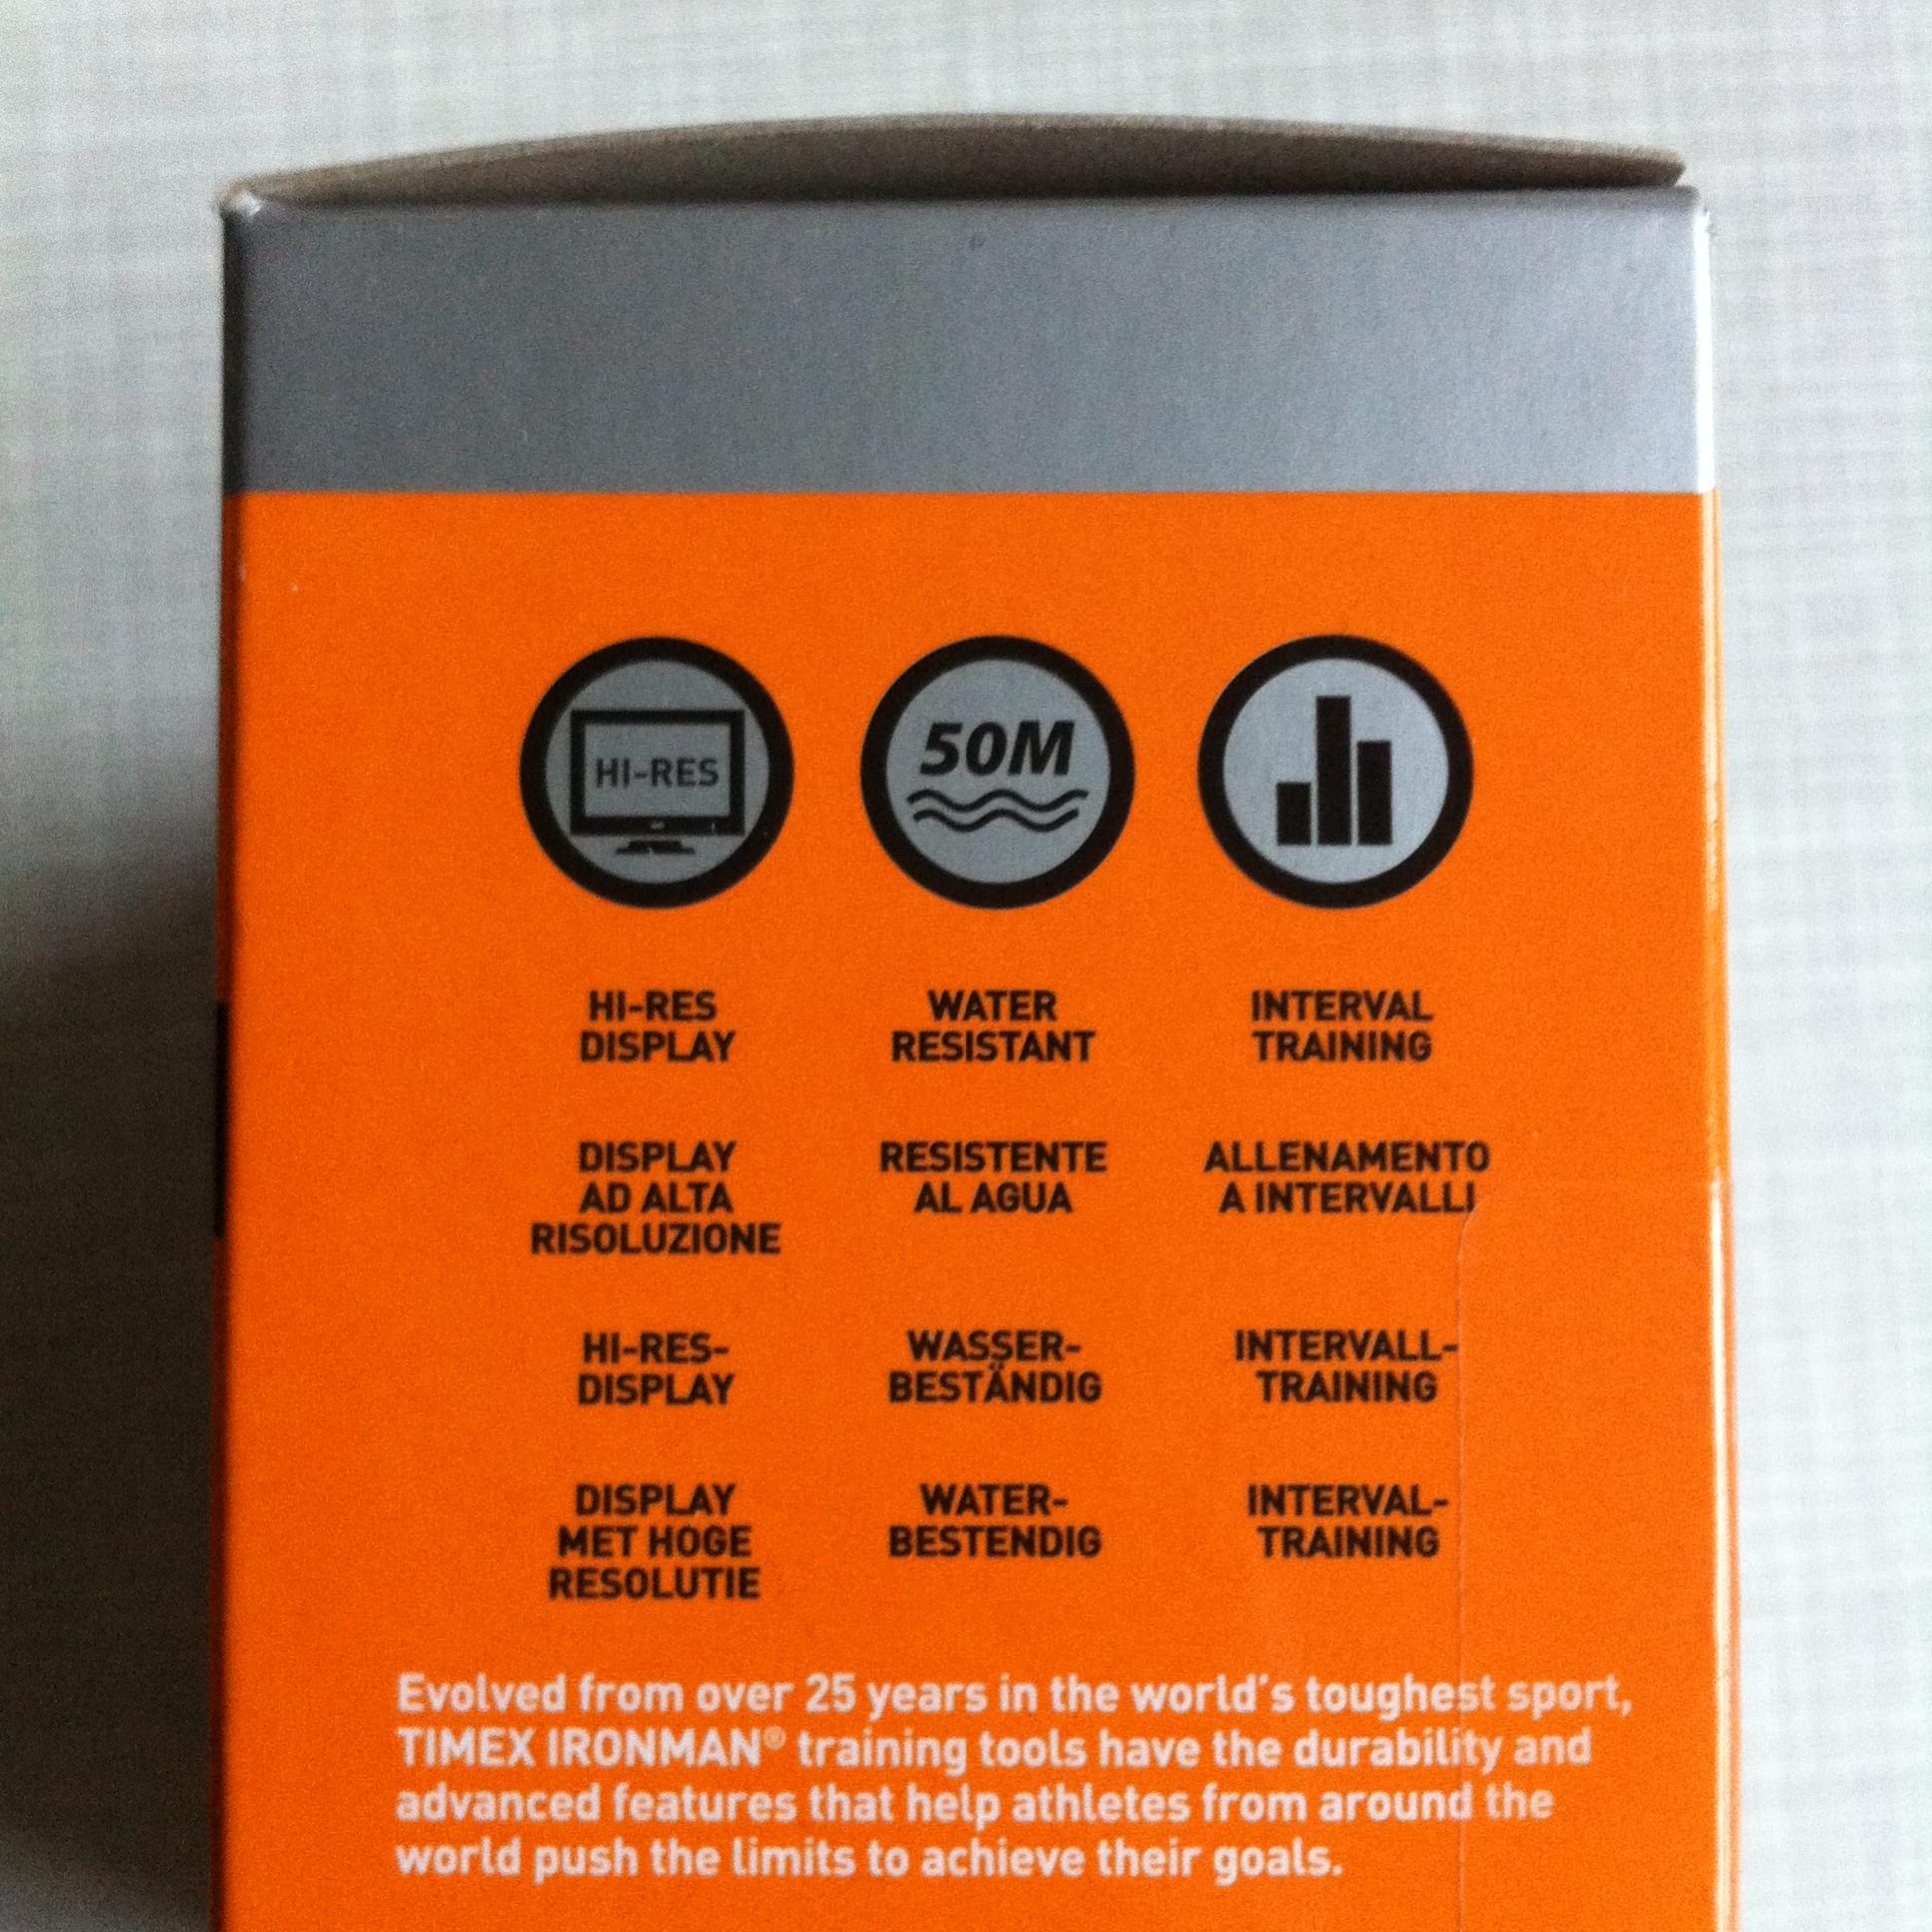 HI-RES
50M
HI-RES
DISPLAY
WATER
RESISTANT
INTERVAL
TRAINING
DISPLAY
AD ALTA
RISOLUZIONE
RESISTENTE
AL AGUA
ALLENAMENTO
A INTERVALLI
HI-RES-
DISPLAY
WASSER-
BESTÄNDIG
INTERVALL-
TRAINING
DISPLAY
MET HOGE
RESOLUTIE
WATER-
BESTENDIG
INTERVAL-
TRAINING
Evolved from over 25 years in the world's toughest sport,
TIMEX IRONMAN® training tools have the durability and
advanced features that help athletes from around the
world push the limits to achieve their goals.